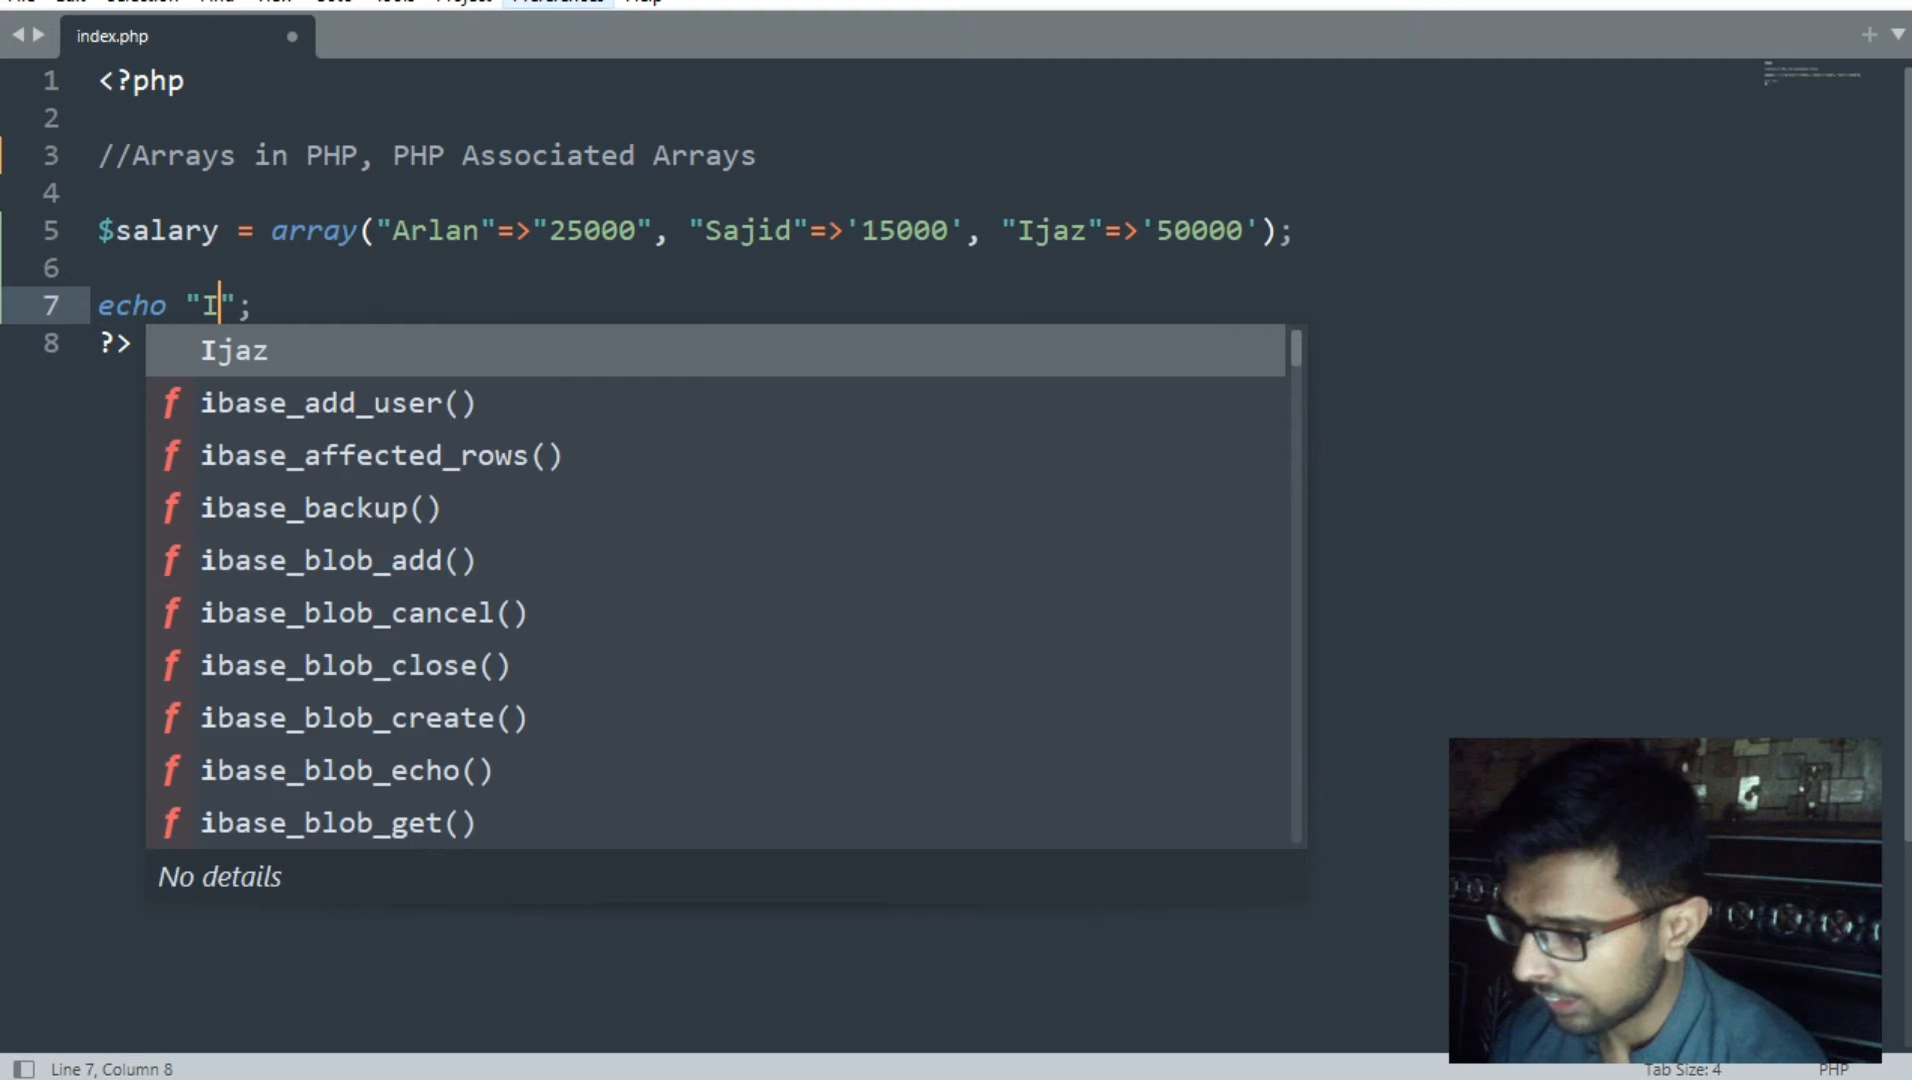 index.php
1 <?php
2
3 //Arrays in PHP, PHP Associated Arrays
4
5 $salary = array("Arlan"=>"25000", "Sajid"=>'15000', "Ijaz"=>'50000');
6
7 echo "I";
8 ?>
Ijaz
f ibase_add_user()
f ibase_affected_rows()
f ibase_backup()
f ibase_blob_add()
f ibase_blob_cancel()
f ibase_blob_close()
f ibase_blob_create()
f ibase_blob_echo()
f ibase_blob_get()
No details
Line 7, Column 8
Tab Size: 4
PHP